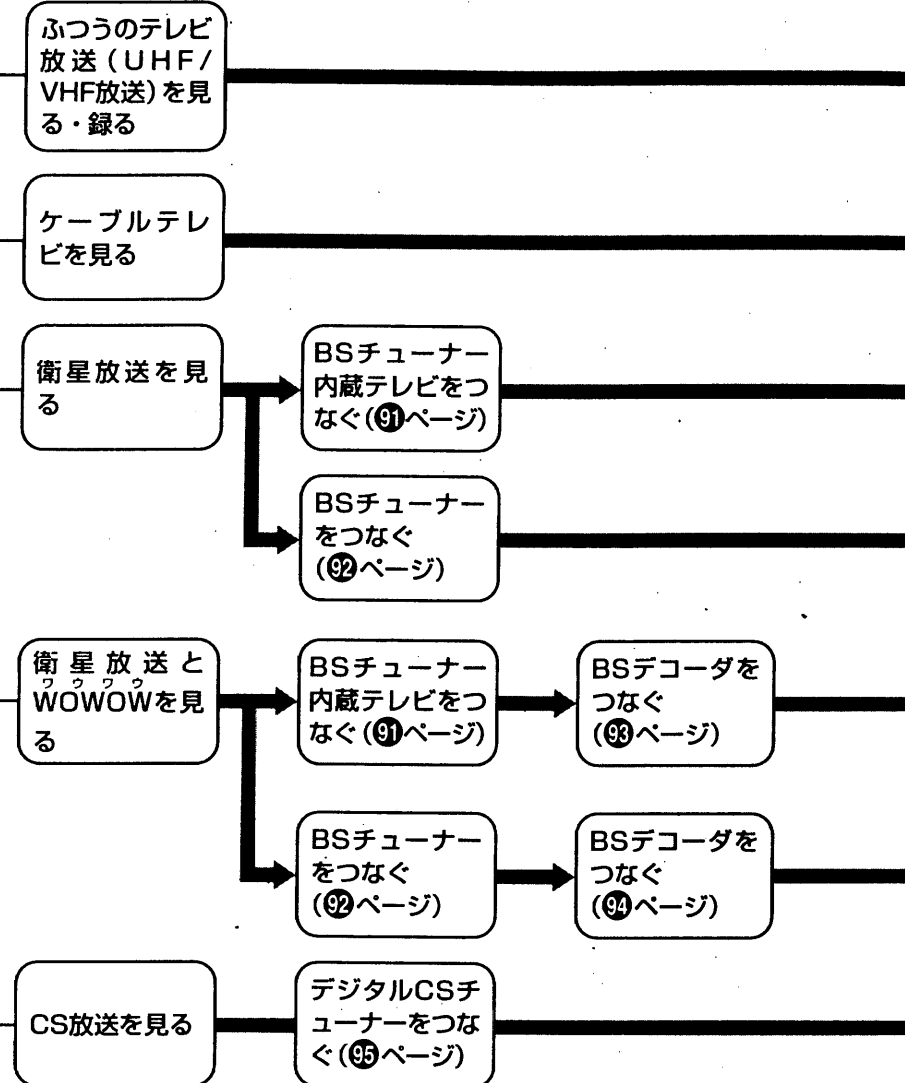 ふつうのテレビ
放送(UHF/
VHF放送)を見
る・録る
ケーブルテレ
ビを見る
衛星放送を見
る
BSチューナー
内蔵テレビをつ
なぐ(91ページ)
BSチューナー
をつなぐ
(92ページ)
衛星放送と
ワウワウ
WOWOWを見
る
BSチューナー
内蔵テレビをつ
なぐ(91ページ)
BSデコーダを
つなぐ
(93ページ)
BSチューナー
をつなぐ
(92ページ)
BSデコーダを
つなぐ
(94ページ)
CS放送を見る
デジタルCSチ
ューナーをつな
ぐ(95ページ)